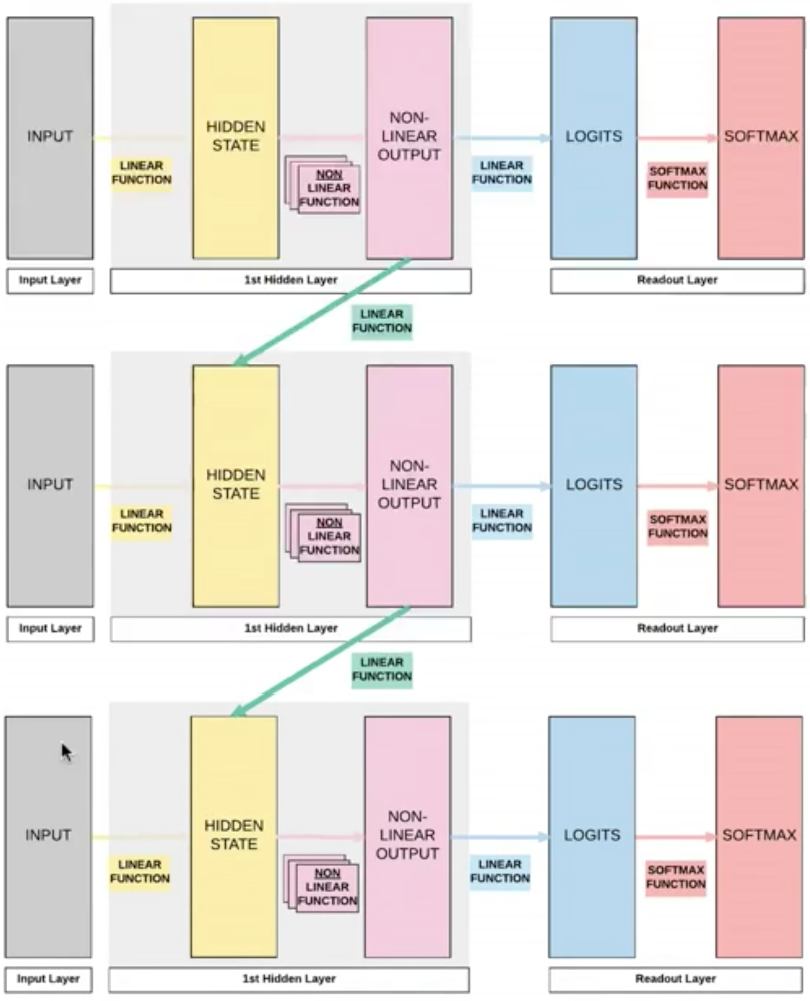 INPUT
LINEAR
FUNCTION
HIDDEN
STATE
NON
LINEAR
FUNCTION
NON-
LINEAR
OUTPUT
LINEAR
FUNCTION
LOGITS
SOFTMAX
FUNCTION
SOFTMAX
Input Layer
1st Hidden Layer
Readout Layer
LINEAR
FUNCTION
INPUT
LINEAR
FUNCTION
HIDDEN
STATE
NON
LINEAR
FUNCTION
NON-
LINEAR
OUTPUT
LINEAR
FUNCTION
LOGITS
SOFTMAX
FUNCTION
SOFTMAX
Input Layer
1st Hidden Layer
Readout Layer
LINEAR
FUNCTION
INPUT
LINEAR
FUNCTION
HIDDEN
STATE
NON
LINEAR
FUNCTION
NON-
LINEAR
OUTPUT
LINEAR
FUNCTION
LOGITS
SOFTMAX
FUNCTION
SOFTMAX
Input Layer
1st Hidden Layer
Readout Layer